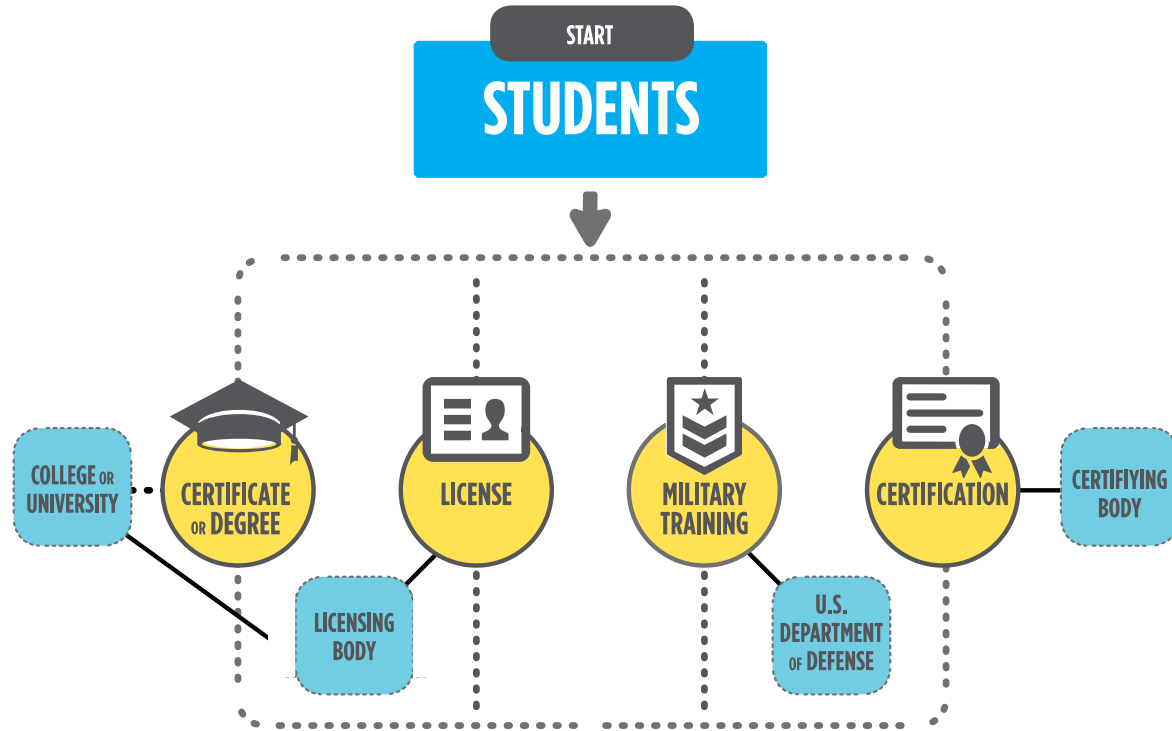 START
STUDENTS
COLLEGE OR
UNIVERSITY
CERTIFICATE
OR DEGREE
LICENSE
LICENSING
BODY
MILITARY
TRAINING
U.S.
DEPARTMENT
OF DEFENSE
CERTIFICATION
CERTIFIYING
BODY